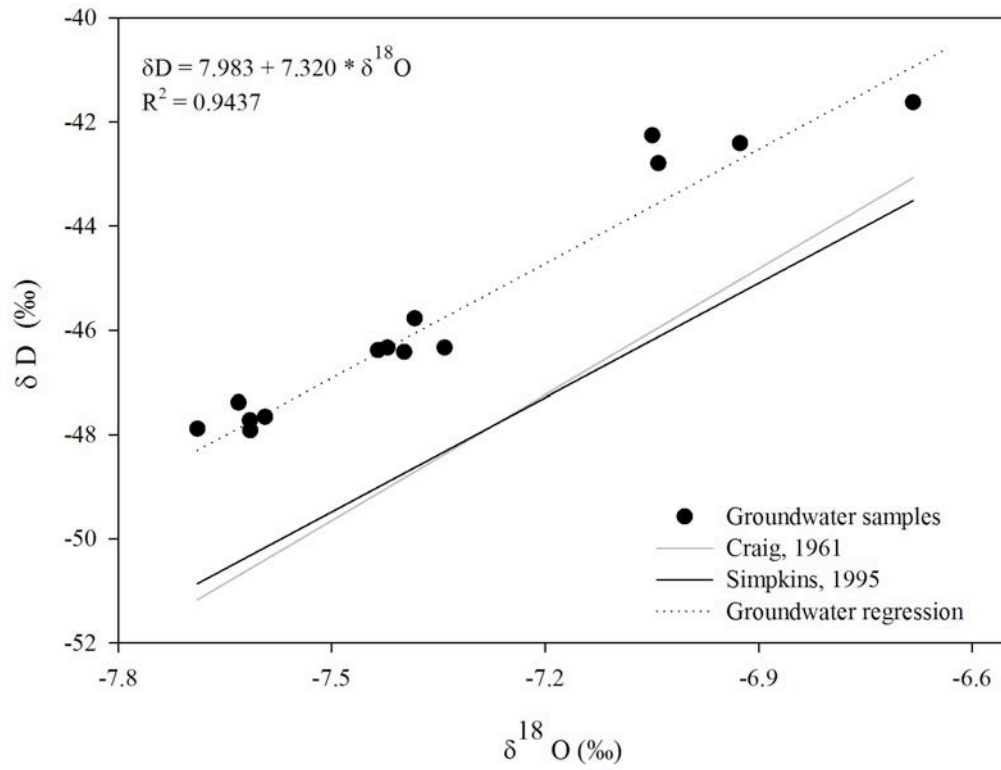 δD = 7.983 + 7.320 * δ18O
R2 = 0.9437
-40
-42
-44
-46
-48
-50
-52
δ D (‰)
Groundwater samples
Craig, 1961
Simpkins, 1995
Groundwater regression
-7.8 -7.5 -7.2 -6.9 -6.6
δ18 O (‰)